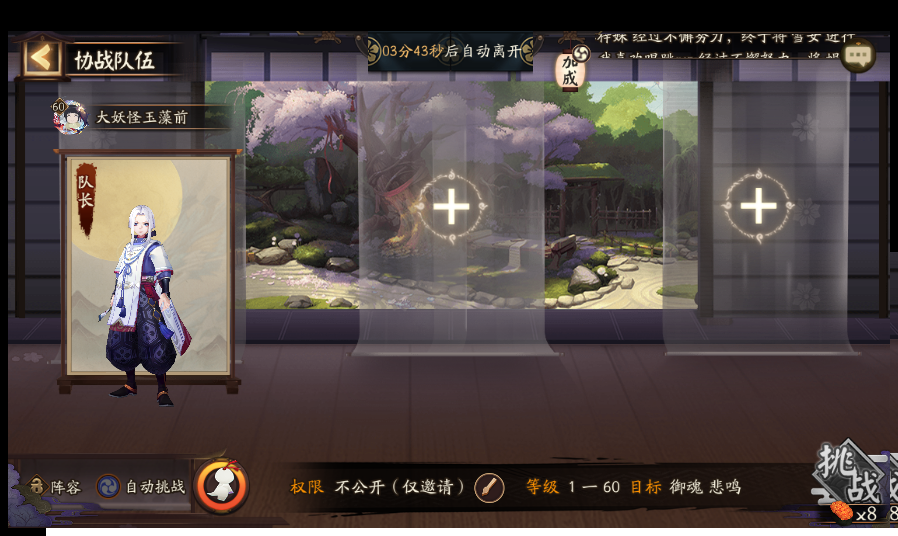 协战队伍
03分43秒后自动离开
加成
60
大妖怪玉藻前
队长
阵容
自动挑战
权限 不公开（仅邀请）
等级 1 一 60 目标 御魂 悲鸣
挑战
x8